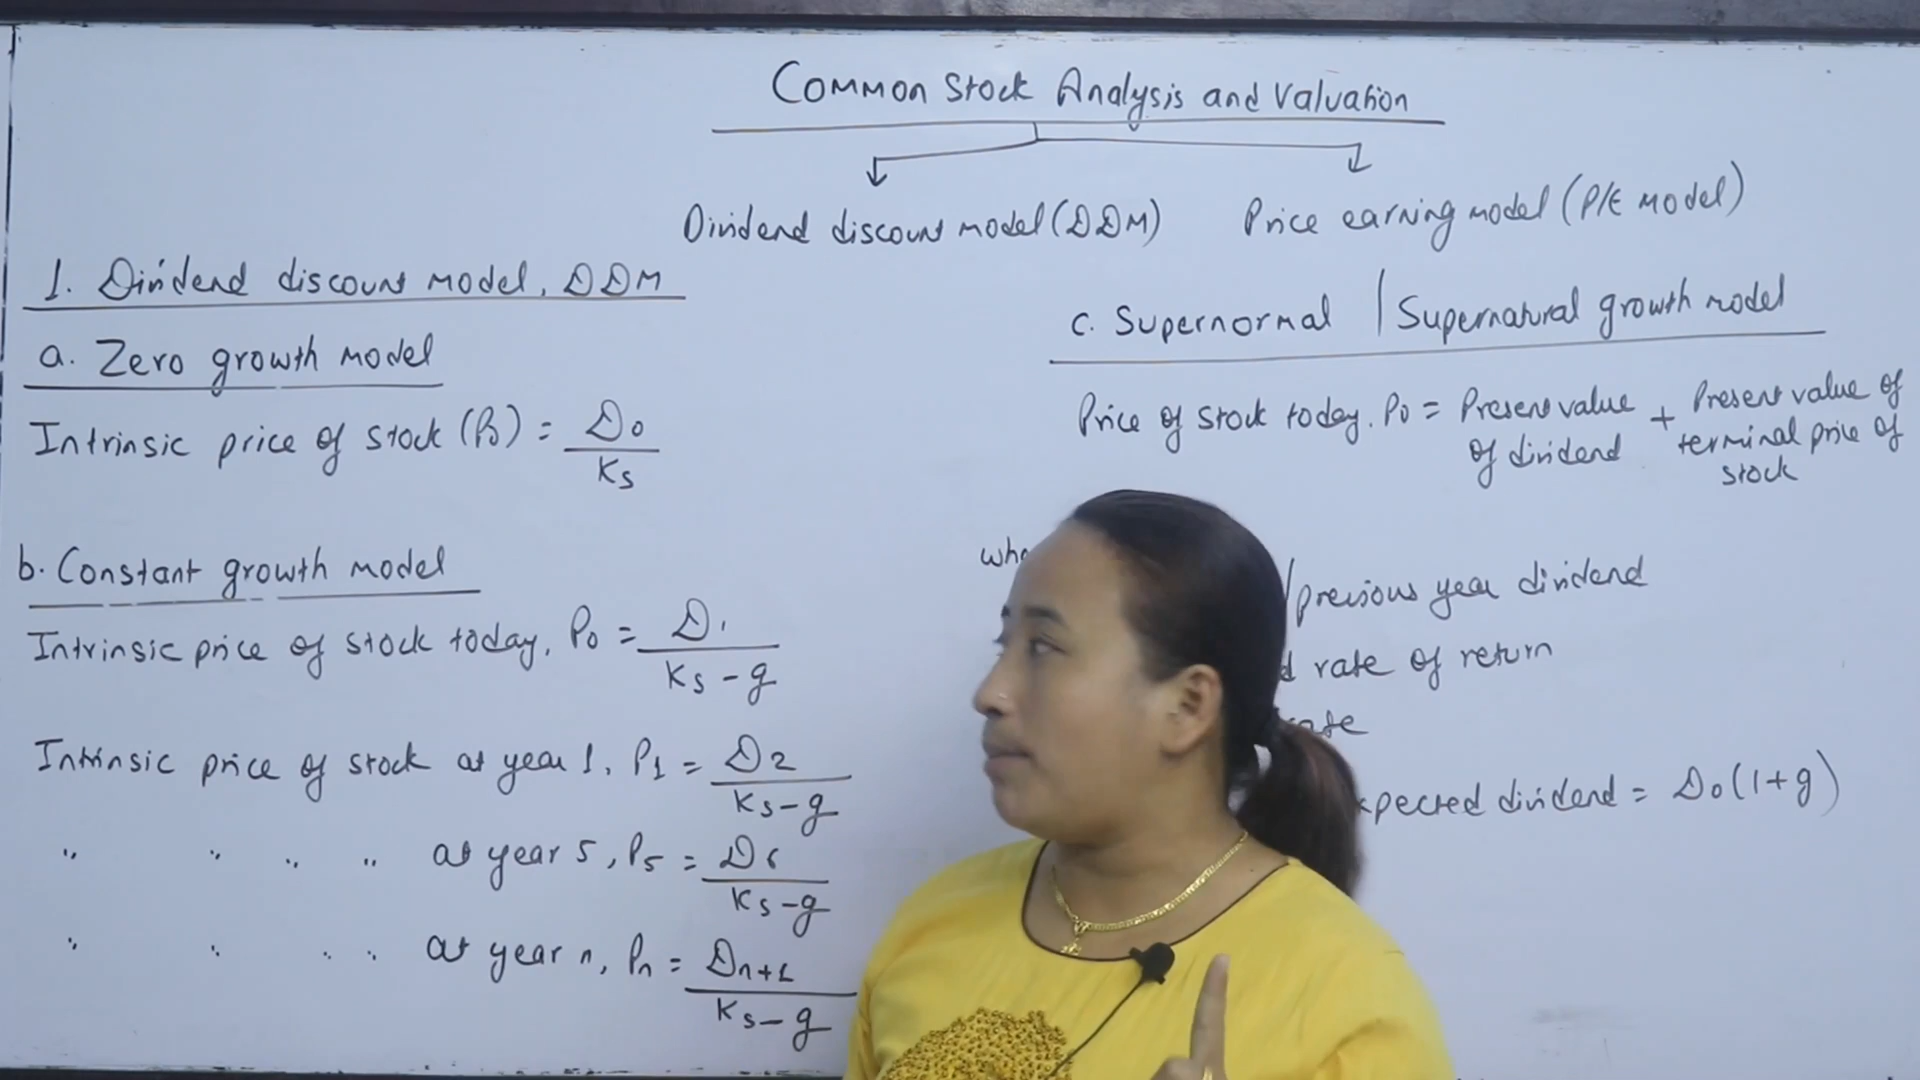 Common Stock Analysis and Valuation
Dividend discount model (DDM)
Price earning model (P/E Model)
1. Dividend discount model, DDM
a. Zero growth model
Intrinsic price of stock (P0) = D0 / Ks
b. Constant growth model
Intrinsic price of stock today, P0 = D1 / Ks - g
Intrinsic price of stock at year 1, P1 = D2 / Ks - g
" " " " at year 5, P5 = D6 / Ks - g
" " " " at year n, Pn = Dn+1 / Ks - g
c. Supernormal | Supernatural growth model
Price of stock today, P0 = Present value of dividend + Present value of terminal price of stock
/previous year dividend
rate of return
expected dividend = D0 (1+g)